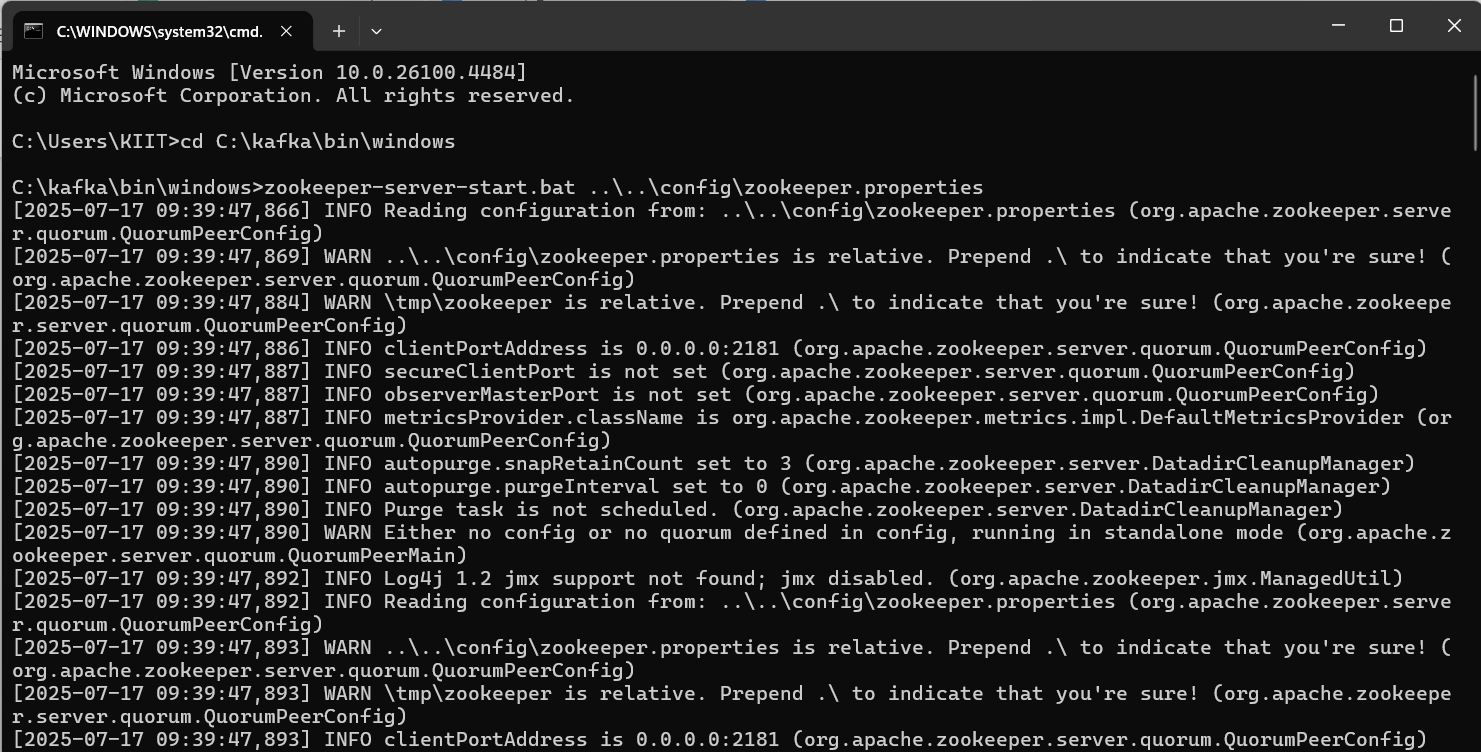 C:\WINDOWS\system32\cmd.
Microsoft Windows [Version 10.0.26100.4484]
(c) Microsoft Corporation. All rights reserved.
C:\Users\KIIT>cd C:\kafka\bin\windows
C:\kafka\bin\windows>zookeeper-server-start.bat ..\..\config\zookeeper.properties
[2025-07-17 09:39:47,866] INFO Reading configuration from: ..\..\config\zookeeper.properties (org.apache.zookeeper.serve
r.quorum.QuorumPeerConfig)
[2025-07-17 09:39:47,869] WARN ..\..\config\zookeeper.properties is relative. Prepend .\ to indicate that you're sure! (
org.apache.zookeeper.server.quorum.QuorumPeerConfig)
[2025-07-17 09:39:47,884] WARN \tmp\zookeeper is relative. Prepend .\ to indicate that you're sure! (org.apache.zookeepe
r.server.quorum.QuorumPeerConfig)
[2025-07-17 09:39:47,886] INFO clientPortAddress is 0.0.0.0:2181 (org.apache.zookeeper.server.quorum.QuorumPeerConfig)
[2025-07-17 09:39:47,887] INFO secureClientPort is not set (org.apache.zookeeper.server.quorum.QuorumPeerConfig)
[2025-07-17 09:39:47,887] INFO observerMasterPort is not set (org.apache.zookeeper.server.quorum.QuorumPeerConfig)
[2025-07-17 09:39:47,887] INFO metricsProvider.className is org.apache.zookeeper.metrics.impl.DefaultMetricsProvider (or
g.apache.zookeeper.server.quorum.QuorumPeerConfig)
[2025-07-17 09:39:47,890] INFO autopurge.snapRetainCount set to 3 (org.apache.zookeeper.server.DatadirCleanupManager)
[2025-07-17 09:39:47,890] INFO autopurge.purgeInterval set to 0 (org.apache.zookeeper.server.DatadirCleanupManager)
[2025-07-17 09:39:47,890] INFO Purge task is not scheduled. (org.apache.zookeeper.server.DatadirCleanupManager)
[2025-07-17 09:39:47,890] WARN Either no config or no quorum defined in config, running in standalone mode (org.apache.z
ookeeper.server.quorum.QuorumPeerMain)
[2025-07-17 09:39:47,892] INFO Log4j 1.2 jmx support not found; jmx disabled. (org.apache.zookeeper.jmx.ManagedUtil)
[2025-07-17 09:39:47,892] INFO Reading configuration from: ..\..\config\zookeeper.properties (org.apache.zookeeper.serve
r.quorum.QuorumPeerConfig)
[2025-07-17 09:39:47,893] WARN ..\..\config\zookeeper.properties is relative. Prepend .\ to indicate that you're sure! (
org.apache.zookeeper.server.quorum.QuorumPeerConfig)
[2025-07-17 09:39:47,893] WARN \tmp\zookeeper is relative. Prepend .\ to indicate that you're sure! (org.apache.zookeepe
r.server.quorum.QuorumPeerConfig)
[2025-07-17 09:39:47,893] INFO clientPortAddress is 0.0.0.0:2181 (org.apache.zookeeper.server.quorum.QuorumPeerConfig)